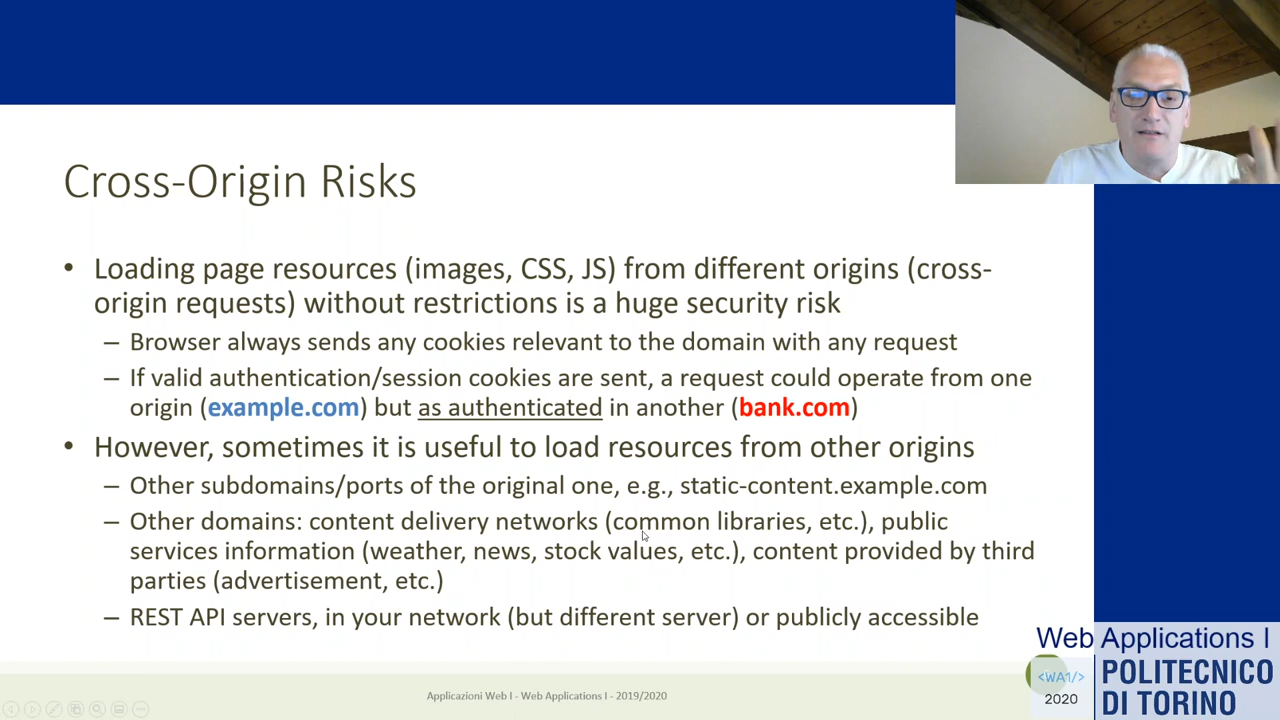 Cross-Origin Risks
• Loading page resources (images, CSS, JS) from different origins (cross-
origin requests) without restrictions is a huge security risk
– Browser always sends any cookies relevant to the domain with any request
– If valid authentication/session cookies are sent, a request could operate from one
origin (example.com) but as authenticated in another (bank.com)
• However, sometimes it is useful to load resources from other origins
– Other subdomains/ports of the original one, e.g., static-content.example.com
– Other domains: content delivery networks (common libraries, etc.), public
services information (weather, news, stock values, etc.), content provided by third
parties (advertisement, etc.)
– REST API servers, in your network (but different server) or publicly accessible
Applicazioni Web I - Web Applications I - 2019/2020
Web Applications I
<WA1/>
2020
POLITECNICO
DI TORINO